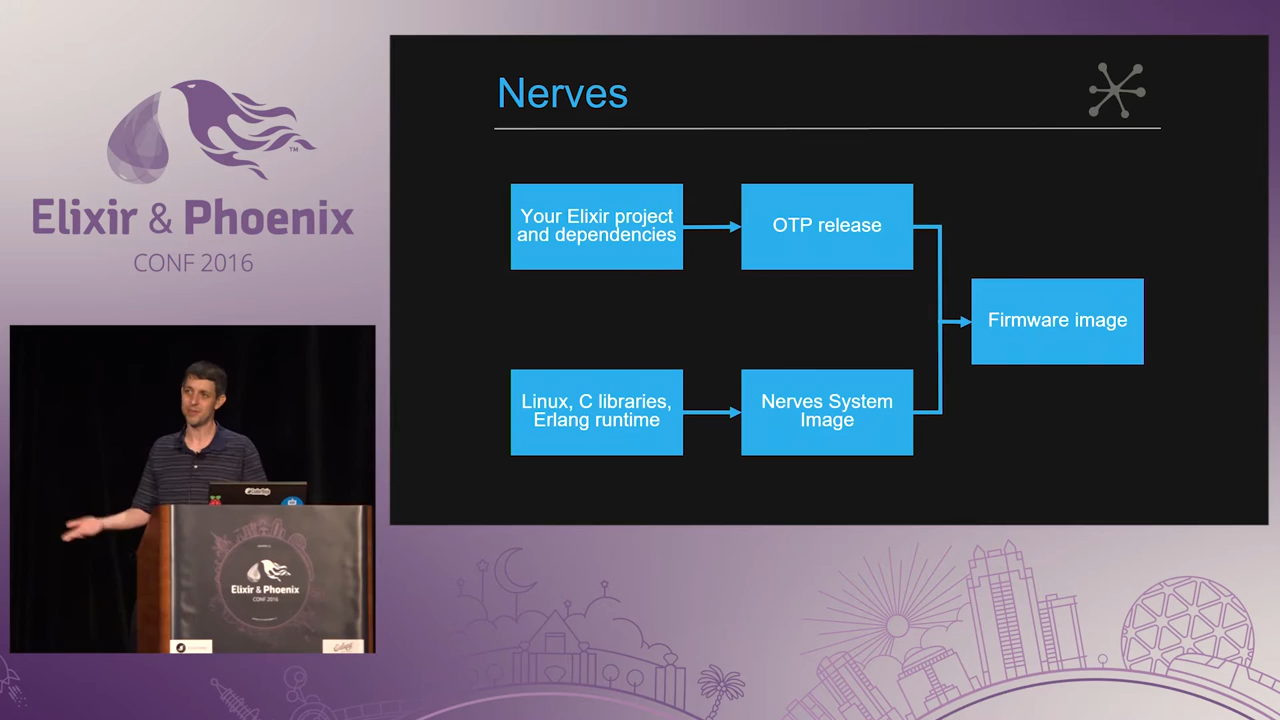 Elixir & Phoenix
TM
CONF 2016
Nerves
Your Elixir project
and dependencies
OTP release
Firmware image
Linux, C libraries,
Erlang runtime
Nerves System
Image
Elixir & Phoenix
CONF 2016